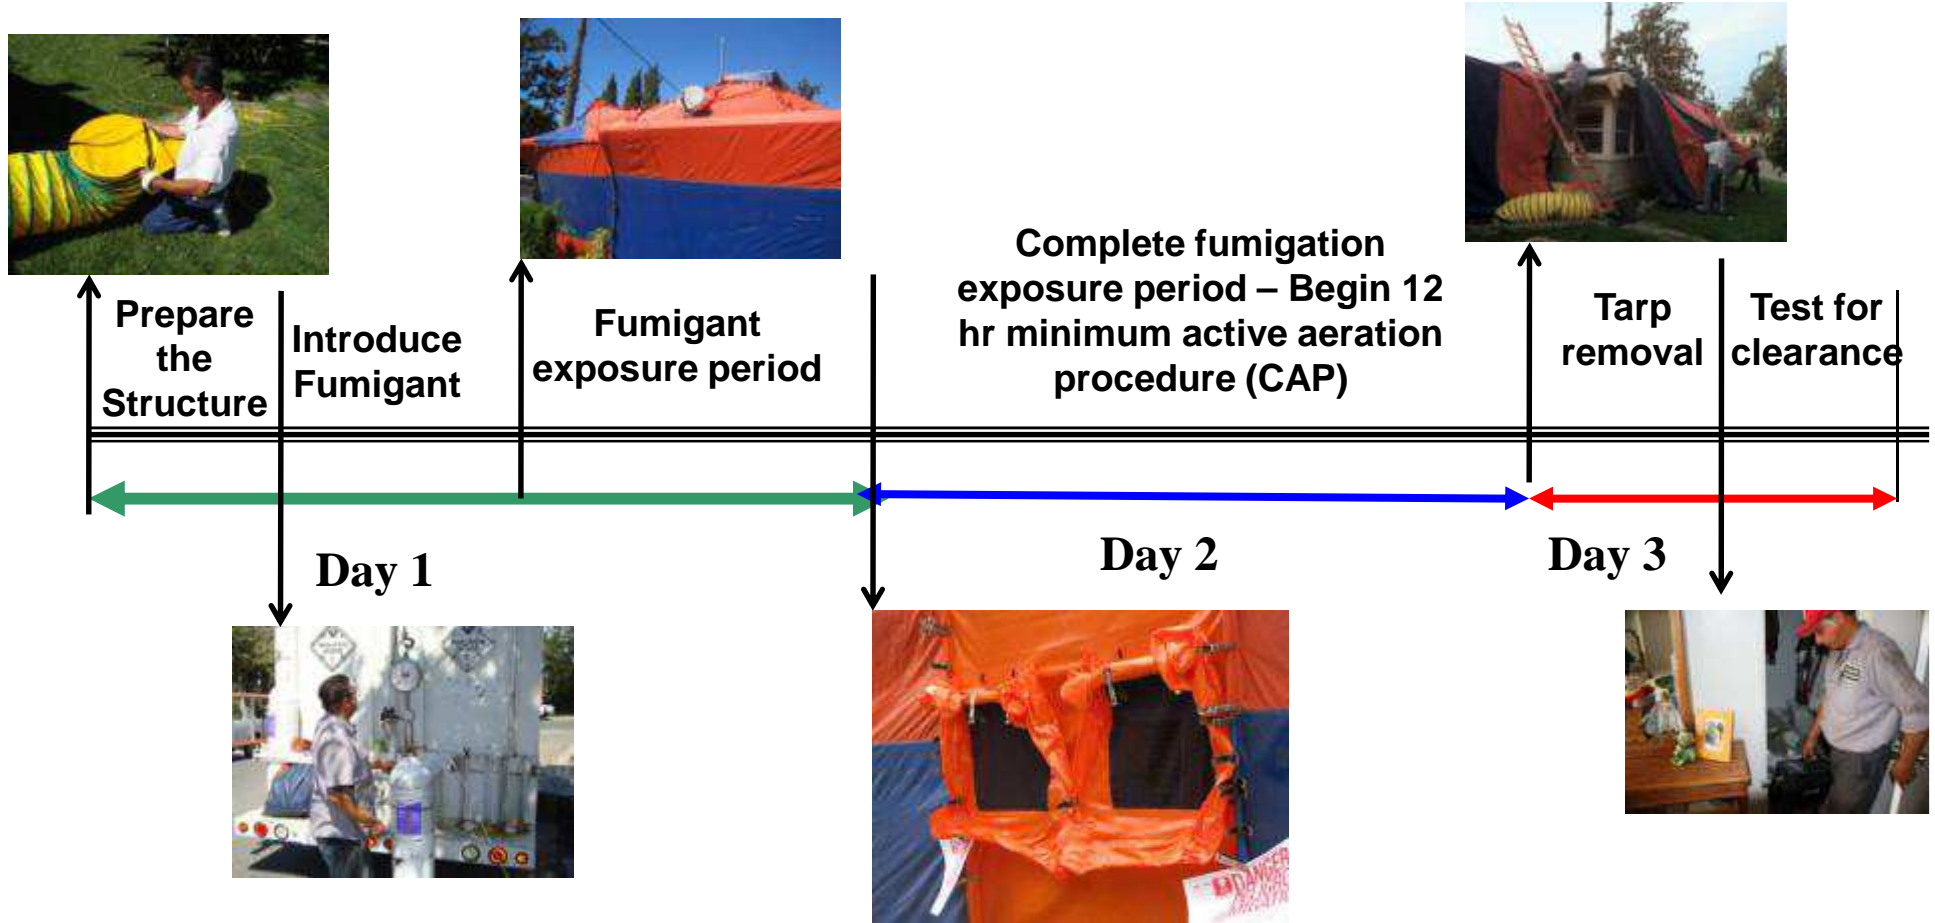 Prepare
the
Structure
Introduce
Fumigant
Fumigant
exposure period
Complete fumigation
exposure period – Begin 12
hr minimum active aeration
procedure (CAP)
Tarp
removal
Test for
clearance
Day 1
Day 2
Day 3
DANGER